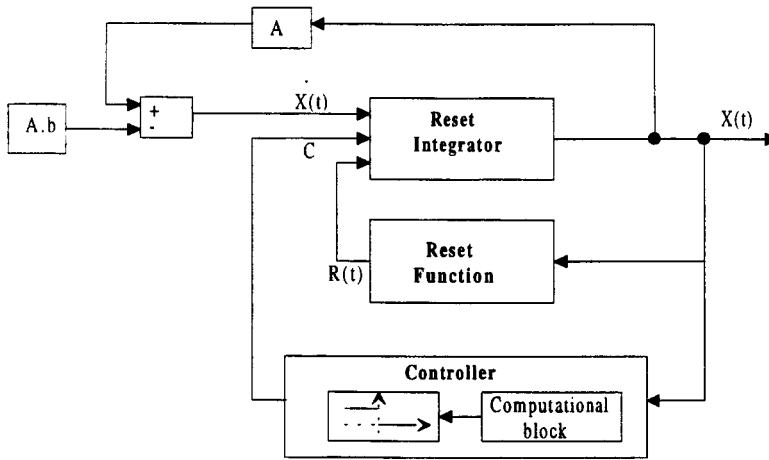 A
A.b
+
-
Ẋ(t)
C
Reset
Integrator
X(t)
Reset
Function
R(t)
Controller
Computational
block